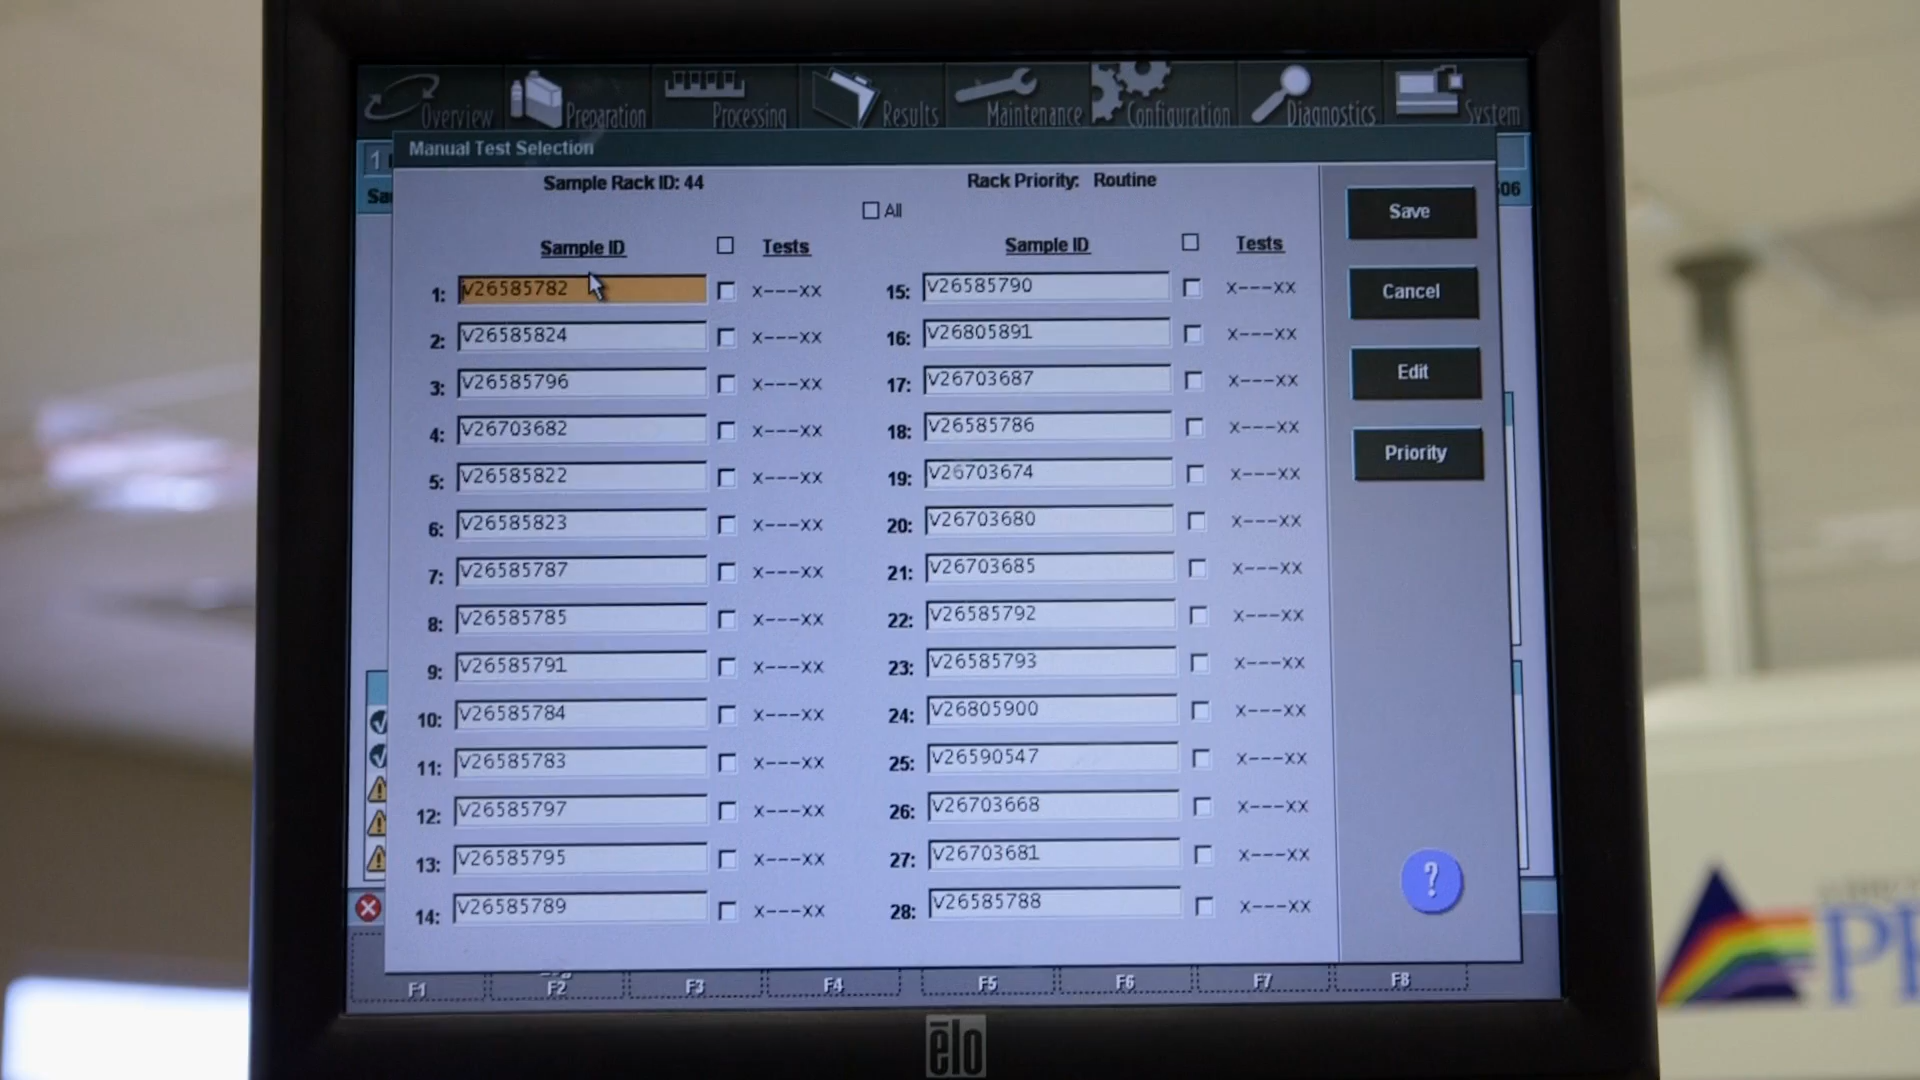 Overview Preparation Processing Results Maintenance Configuration Diagnostics System
Manual Test Selection
Sample Rack ID: 44 Rack Priority: Routine
All
Sample ID Tests Sample ID Tests
1: V26585782 X---XX 15: V26585790 X---XX
2: V26585824 X---XX 16: V26805891 X---XX
3: V26585796 X---XX 17: V26703687 X---XX
4: V26703682 X---XX 18: V26585786 X---XX
5: V26585822 X---XX 19: V26703674 X---XX
6: V26585823 X---XX 20: V26703680 X---XX
7: V26585787 X---XX 21: V26703685 X---XX
8: V26585785 X---XX 22: V26585792 X---XX
9: V26585791 X---XX 23: V26585793 X---XX
10: V26585784 X---XX 24: V26805900 X---XX
11: V26585783 X---XX 25: V26590547 X---XX
12: V26585797 X---XX 26: V26703668 X---XX
13: V26585795 X---XX 27: V26703681 X---XX
14: V26585789 X---XX 28: V26585788 X---XX
Save
Cancel
Edit
Priority
?
1
Sa
506
F1 F2 F3 F4 F5 F6 F7 F8
elo